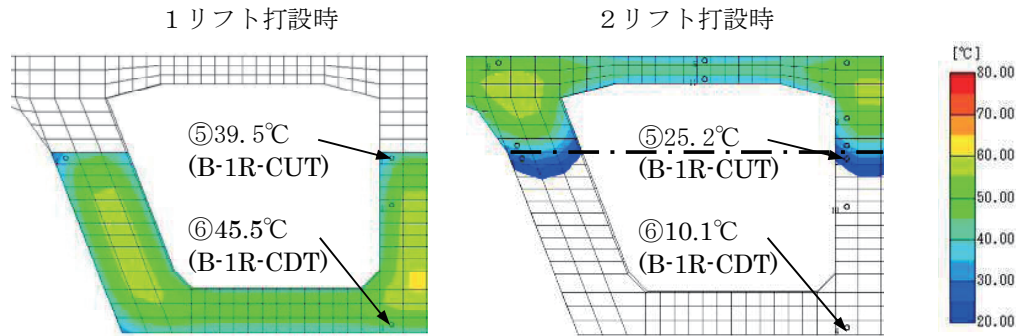 1リフト打設時
2リフト打設時
⑤39.5℃
(B-1R-CUT)
⑥45.5℃
(B-1R-CDT)
⑤25.2℃
(B-1R-CUT)
⑥10.1℃
(B-1R-CDT)
[℃]
80.00
70.00
60.00
50.00
40.00
30.00
20.00